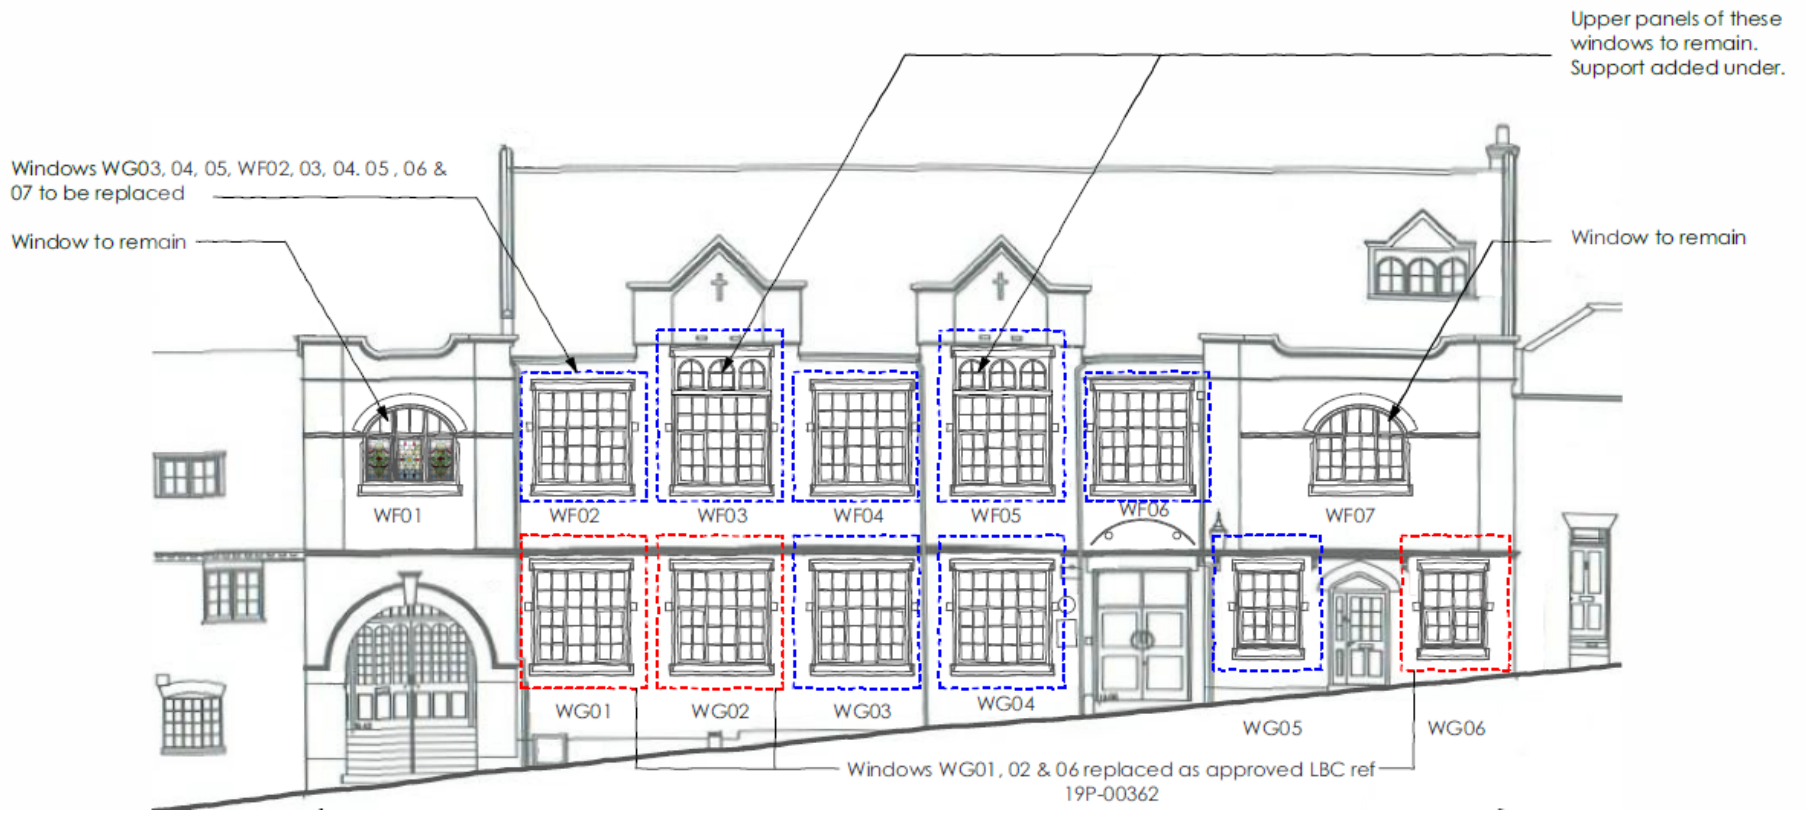 Upper panels of these
windows to remain.
Support added under.
Windows WG03, 04, 05, WF02, 03, 04. 05 , 06 &
07 to be replaced
Window to remain
Window to remain
WF01
WF02
WF03
WF04
WF05
WF06
WF07
WG01
WG02
WG03
WG04
WG05
WG06
Windows WG01, 02 & 06 replaced as approved LBC ref
19P-00362